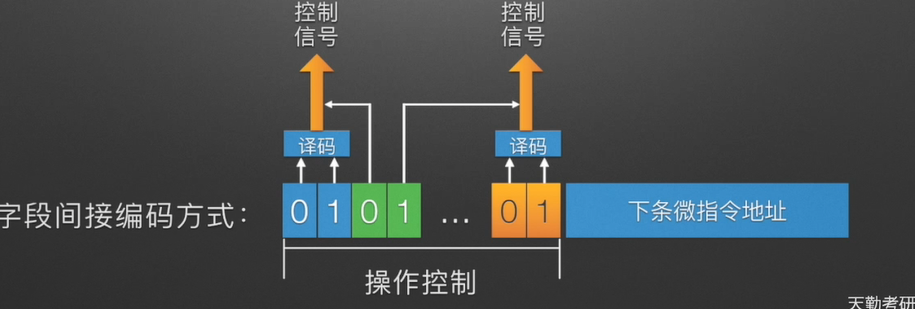 控制
信号
控制
信号
译码
译码
字段间接编码方式：
0 1 0 1 … 0 1
下条微指令地址
操作控制
天勤考研